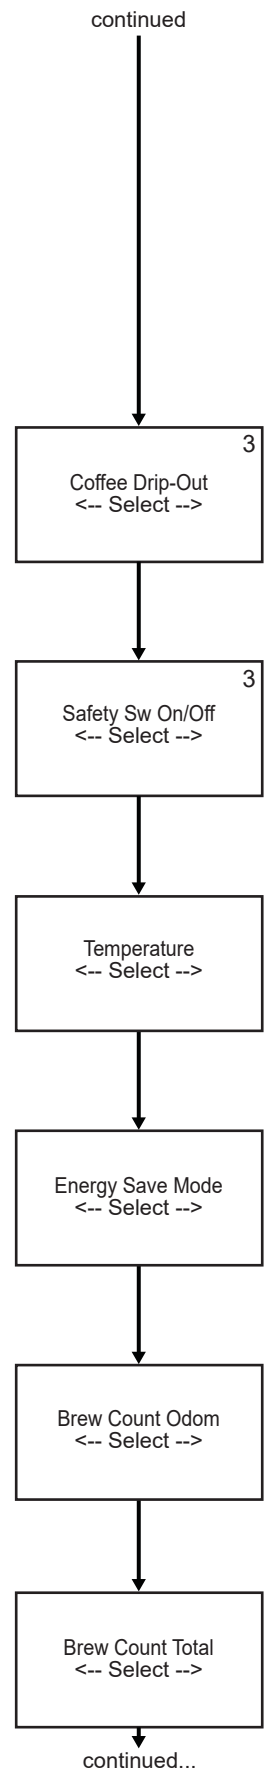 continued
3
Coffee Drip-Out
<-- Select -->
3
Safety Sw On/Off
<-- Select -->
Temperature
<-- Select -->
Energy Save Mode
<-- Select -->
Brew Count Odom
<-- Select -->
Brew Count Total
<-- Select -->
continued...